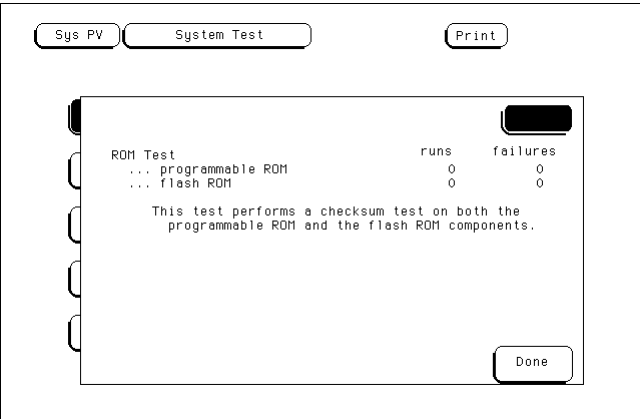 Sys PV System Test Print
ROM Test runs failures
... programmable ROM 0 0
... flash ROM 0 0
This test performs a checksum test on both the
programmable ROM and the flash ROM components.
Done